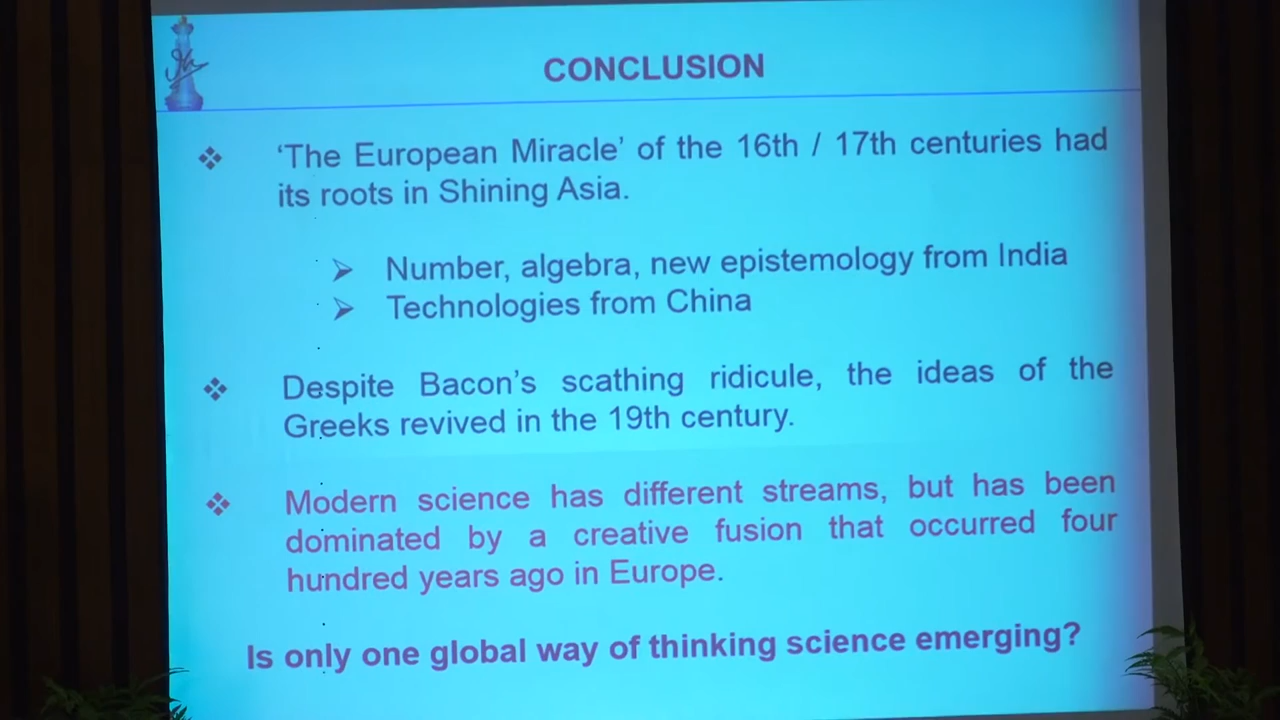 CONCLUSION
‘The European Miracle’ of the 16th / 17th centuries had
its roots in Shining Asia.
Number, algebra, new epistemology from India
Technologies from China
Despite Bacon’s scathing ridicule, the ideas of the
Greeks revived in the 19th century.
Modern science has different streams, but has been
dominated by a creative fusion that occurred four
hundred years ago in Europe.
Is only one global way of thinking science emerging?